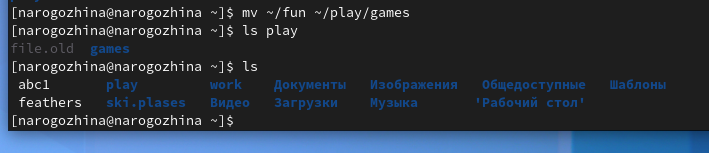 [narogozhina@narogozhina ~]$ mv ~/fun ~/play/games
[narogozhina@narogozhina ~]$ ls play
file.old  games
[narogozhina@narogozhina ~]$ ls
abc1  play  work  Документы  Изображения  Общедоступные  Шаблоны
feathers  ski.plases  Видео  Загрузки  Музыка  'Рабочий стол'
[narogozhina@narogozhina ~]$